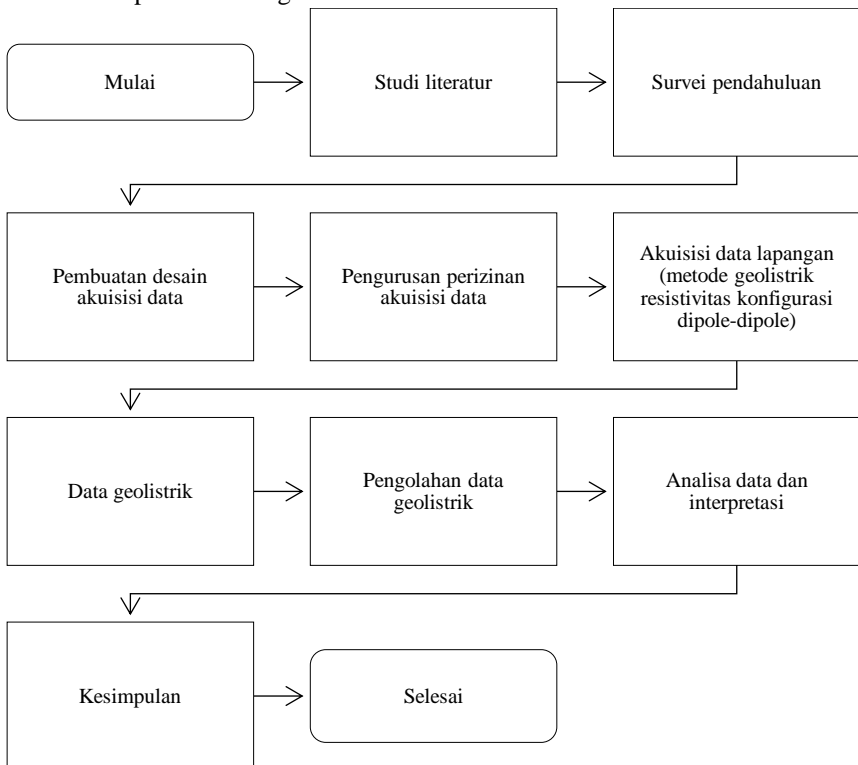 Mulai
Studi literatur
Survei pendahuluan
Pembuatan desain
akuisisi data
Pengurusan perizinan
akuisisi data
Akuisisi data lapangan
(metode geolistrik
resistivitas konfigurasi
dipole-dipole)
Data geolistrik
Pengolahan data
geolistrik
Analisa data dan
interpretasi
Kesimpulan
Selesai